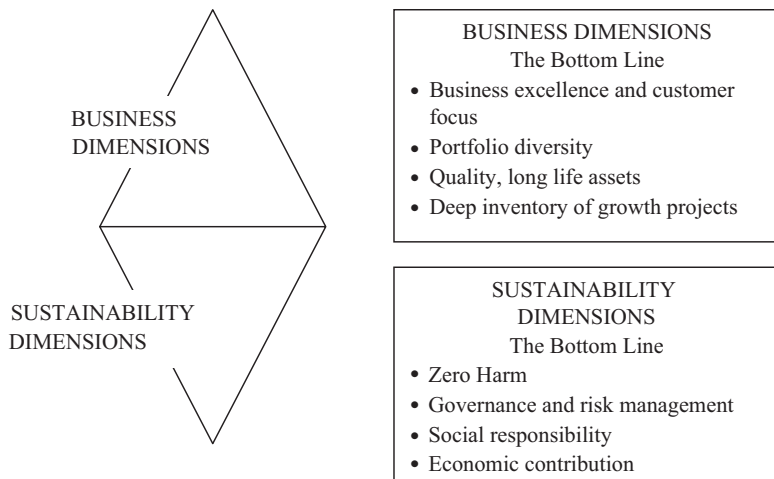 BUSINESS
DIMENSIONS
SUSTAINABILITY
DIMENSIONS
BUSINESS DIMENSIONS
The Bottom Line
• Business excellence and customer
focus
• Portfolio diversity
• Quality, long life assets
• Deep inventory of growth projects
SUSTAINABILITY
DIMENSIONS
The Bottom Line
• Zero Harm
• Governance and risk management
• Social responsibility
• Economic contribution